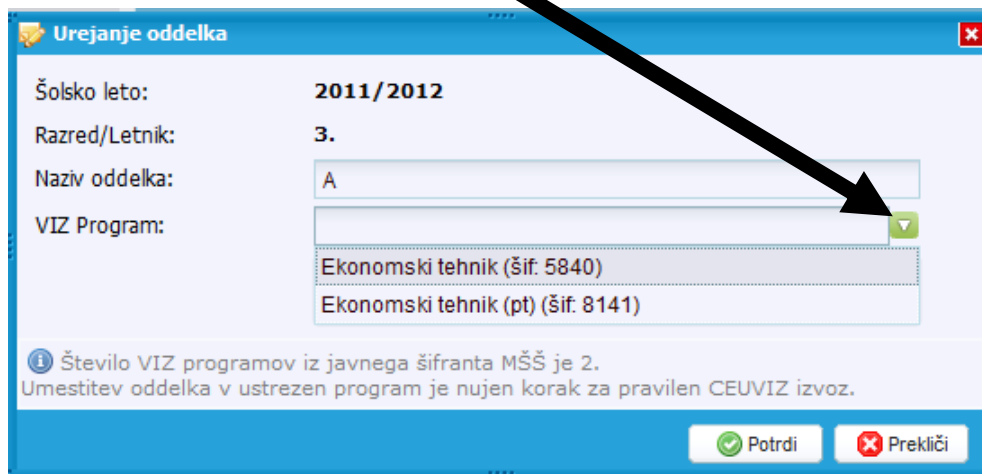 Urejanje oddelka
Šolsko leto: 2011/2012
Razred/Letnik: 3.
Naziv oddelka: A
VIZ Program:
Ekonomski tehnik (šif: 5840)
Ekonomski tehnik (pt) (šif: 8141)
Število VIZ programov iz javnega šifranta MŠŠ je 2.
Umestitev oddelka v ustrezen program je nujen korak za pravilen CEUVIZ izvoz.
Potrdi Prekliči